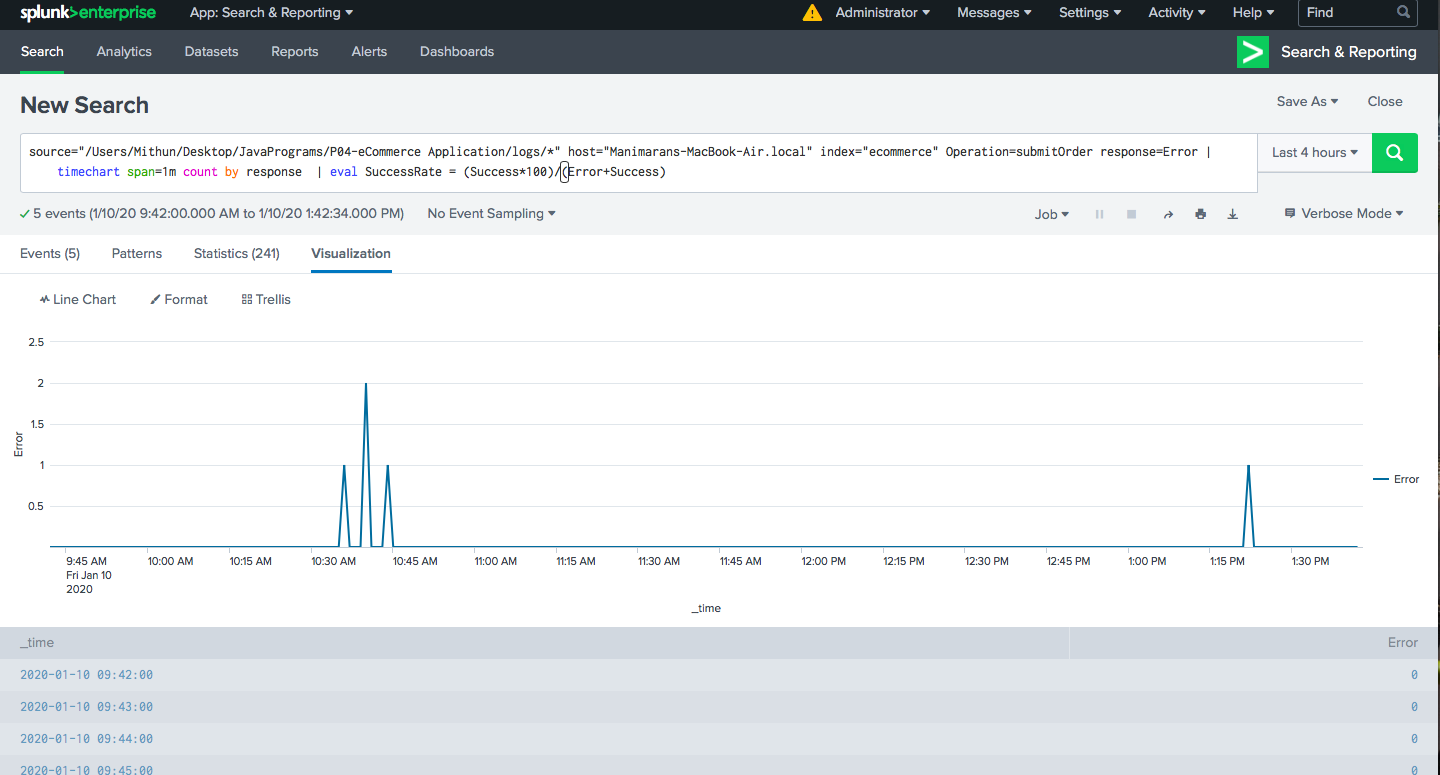 splunk>enterprise App: Search & Reporting Administrator Messages Settings Activity Help Find
Search Analytics Datasets Reports Alerts Dashboards Search & Reporting
New Search
Save As Close
source="/Users/Mithun/Desktop/JavaPrograms/P04-eCommerce Application/logs/*" host="Manimarans-MacBook-Air.local" index="ecommerce" Operation=submitOrder response=Error |
timechart span=1m count by response | eval SuccessRate = (Success*100)/(Error+Success)
Last 4 hours
5 events (1/10/20 9:42:00.000 AM to 1/10/20 1:42:34.000 PM) No Event Sampling Job Verbose Mode
Events (5) Patterns Statistics (241) Visualization
Line Chart Format Trellis
2.5
2
1.5
1
0.5
Error
Error
9:45 AM 10:00 AM 10:15 AM 10:30 AM 10:45 AM 11:00 AM 11:15 AM 11:30 AM 11:45 AM 12:00 PM 12:15 PM 12:30 PM 12:45 PM 1:00 PM 1:15 PM 1:30 PM
Fri Jan 10
2020
_time
_time Error
2020-01-10 09:42:00 0
2020-01-10 09:43:00 0
2020-01-10 09:44:00 0
2020-01-10 09:45:00 0